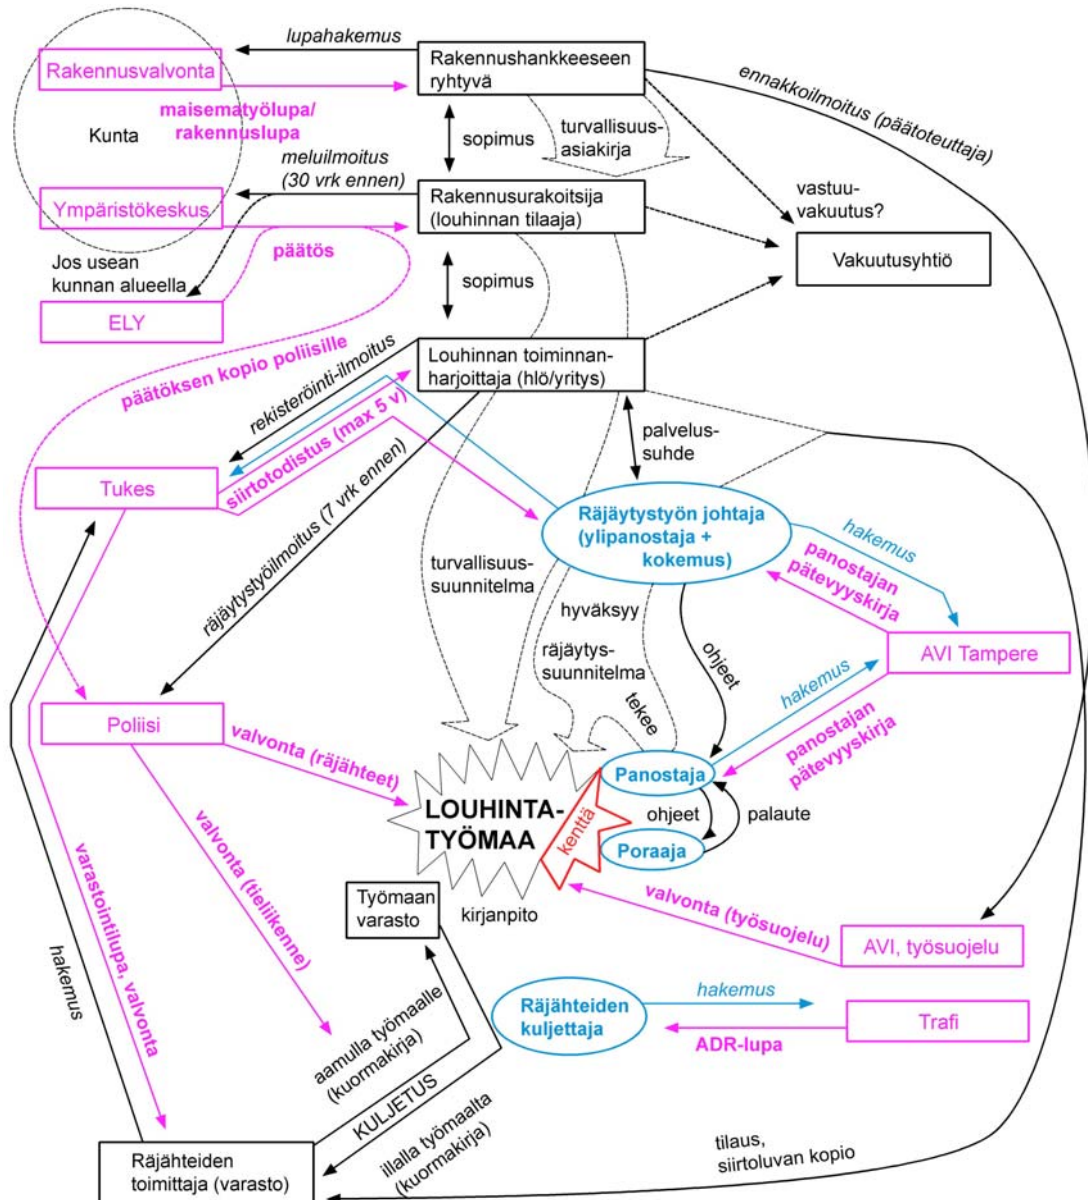 lupahakemus
Rakennusvalvonta
Rakennushankkeeseen
ryhtyvä
ennakkoilmoitus (päätoteuttaja)
maisematyölupa/
rakennuslupa
Kunta
sopimus
turvallisuus-
asiakirja
meluilmoitus
(30 vrk ennen)
Ympäristökeskus
Rakennusurakoitsija
(louhinnan tilaaja)
vastuu-
vakuutus?
päätös
Vakuutusyhtiö
Jos usean
kunnan alueella
sopimus
ELY
Louhinnan toiminnan-
harjoittaja (hlö/yritys)
päätöksen kopio poliisille
rekisteröinti-ilmoitus
siirtotodistus (max 5 v)
palvelus-
suhde
Tukes
Räjäytystyön johtaja
(ylipanostaja +
kokemus)
hakemus
panostajan
pätevyyskirja
räjäytystyöilmoitus (7 vrk ennen)
turvallisuus-
suunnitelma
hyväksyy
räjäytys-
suunnitelma
ohjeet
AVI Tampere
hakemus
tekee
panostajan
pätevyyskirja
Poliisi
valvonta (räjähteet)
Panostaja
LOUHINTA-
TYÖMAA
kenttä
ohjeet
palaute
Poraaja
valvonta (tieliikenne)
varastointilupa, valvonta
Työmaan
varasto
kirjanpito
valvonta (työsuojelu)
AVI, työsuojelu
hakemus
Räjähteiden
kuljettaja
hakemus
Trafi
ADR-lupa
aamulla työmaalle
(kuormakirja)
KULJETUS
illalla työmaalta
(kuormakirja)
tilaus,
siirtoluvan kopio
Räjähteiden
toimittaja (varasto)